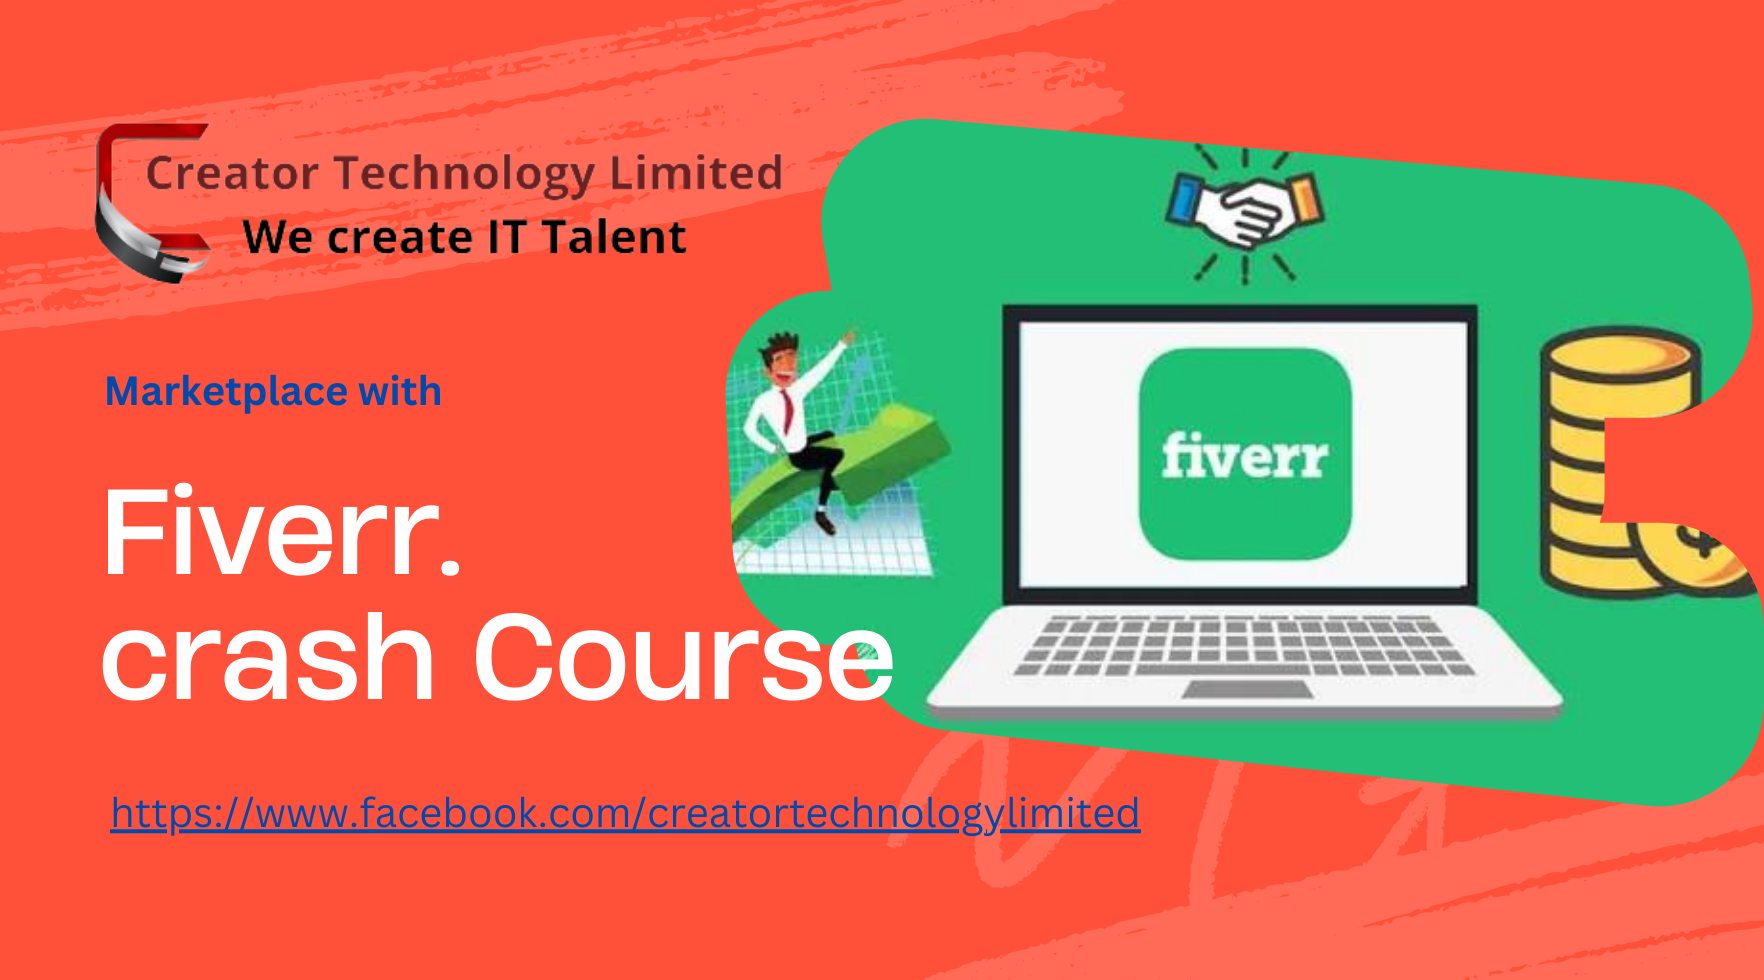 Creator Technology Limited
We create IT Talent
Marketplace with
Fiverr.
crash Course
fiverr
https://www.facebook.com/creatortechnologylimited